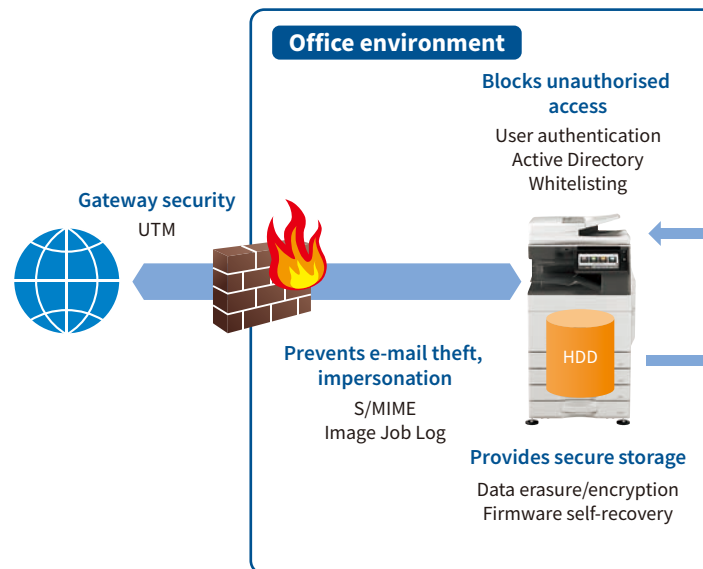 Office environment
Blocks unauthorised
access
User authentication
Active Directory
Whitelisting
Gateway security
UTM
Prevents e-mail theft,
impersonation
S/MIME
Image Job Log
HDD
Provides secure storage
Data erasure/encryption
Firmware self-recovery